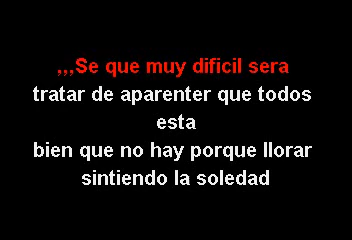 ,,,Se que muy dificil sera
tratar de aparenter que todos
esta
bien que no hay porque llorar
sintiendo la soledad